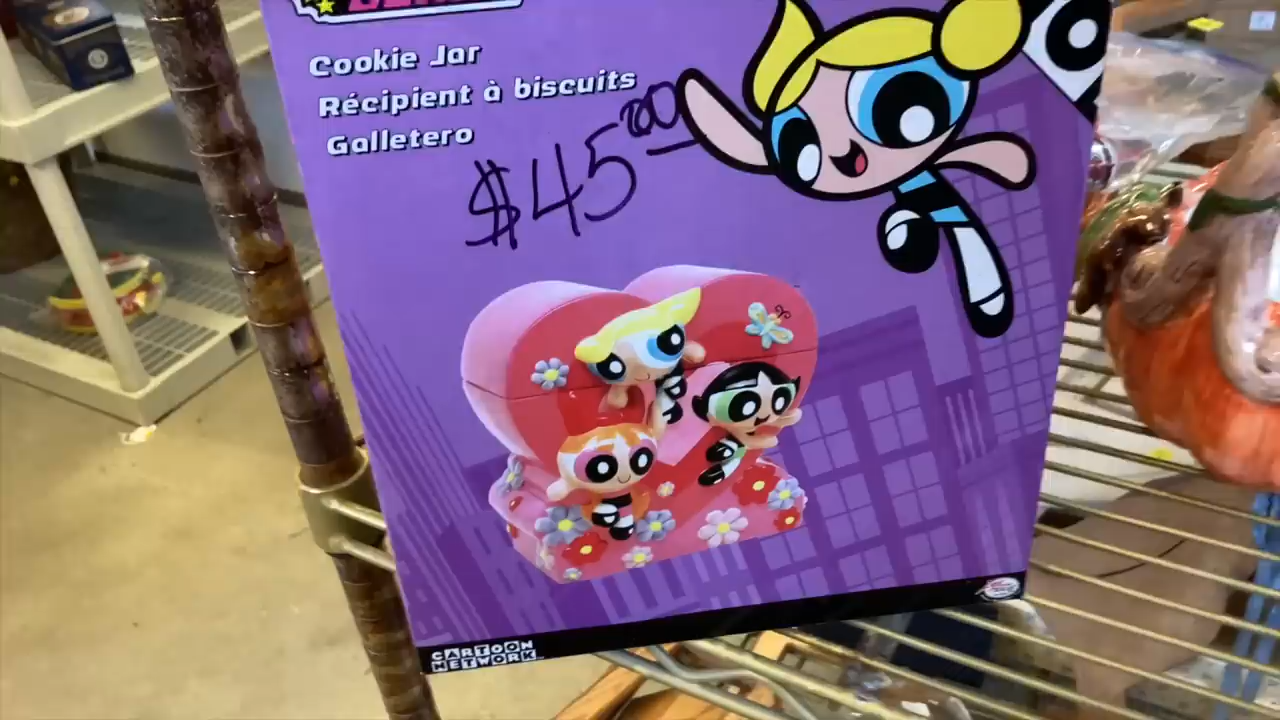 Cookie Jar
Récipient à biscuits
Galletero
$45.00
CARTOON
NETWORK